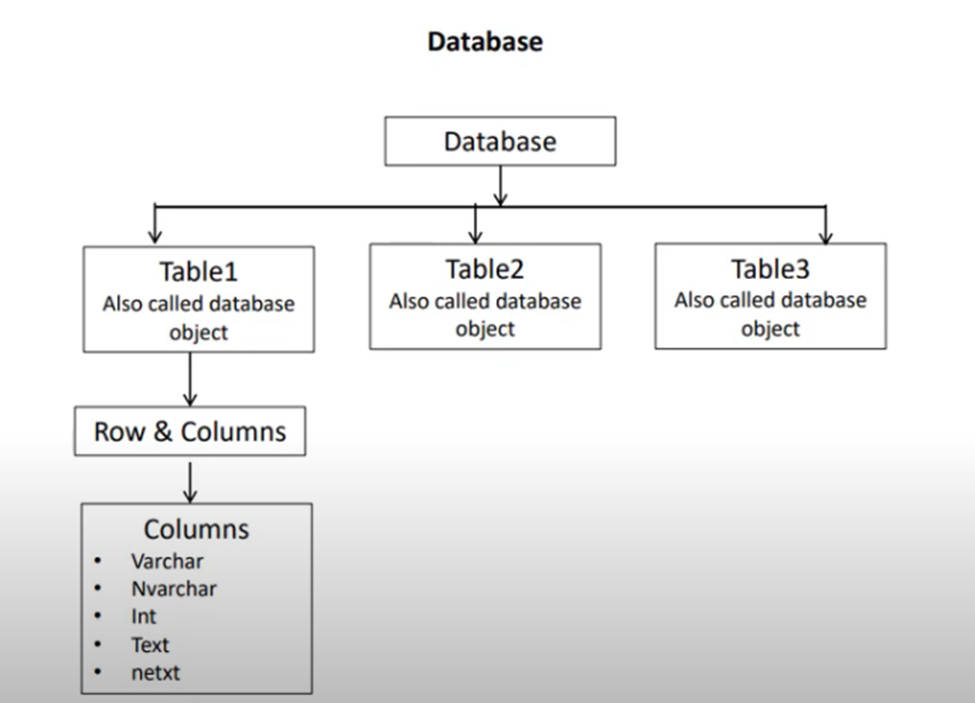 Database
Database
Table1
Also called database
object
Table2
Also called database
object
Table3
Also called database
object
Row & Columns
Columns
• Varchar
• Nvarchar
• Int
• Text
• netxt